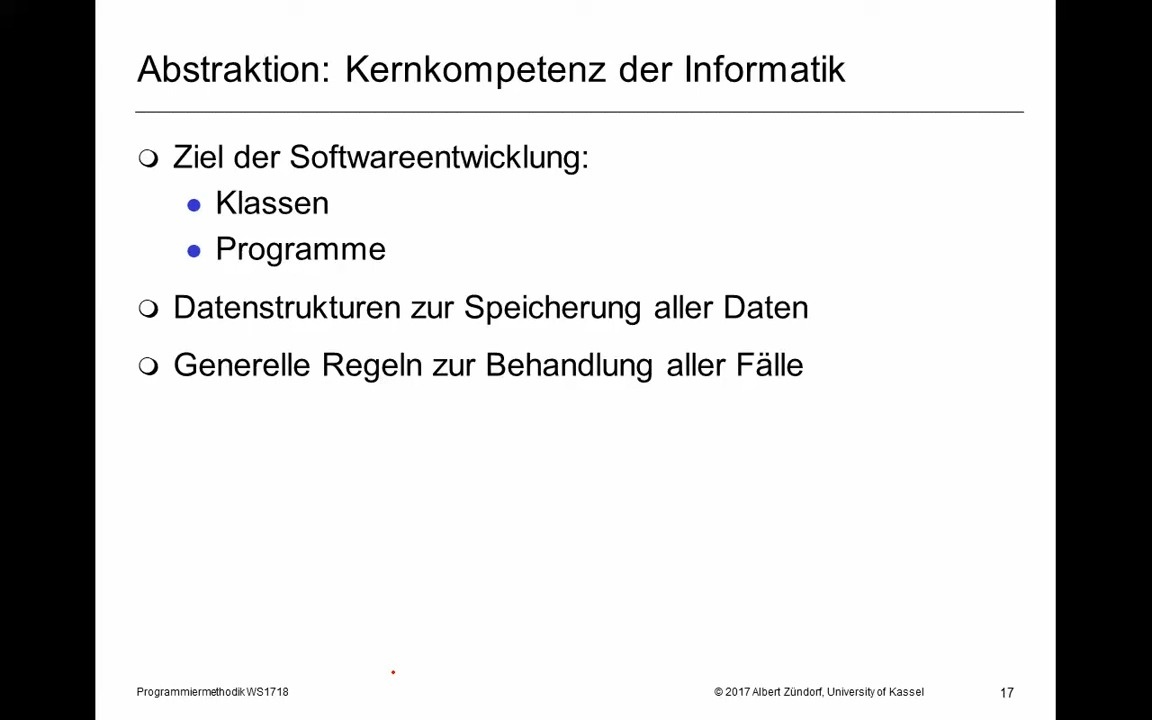 Abstraktion: Kernkompetenz der Informatik
Ziel der Softwareentwicklung:
Klassen
Programme
Datenstrukturen zur Speicherung aller Daten
Generelle Regeln zur Behandlung aller Fälle
Programmiermethodik WS1718
© 2017 Albert Zündorf, University of Kassel
17